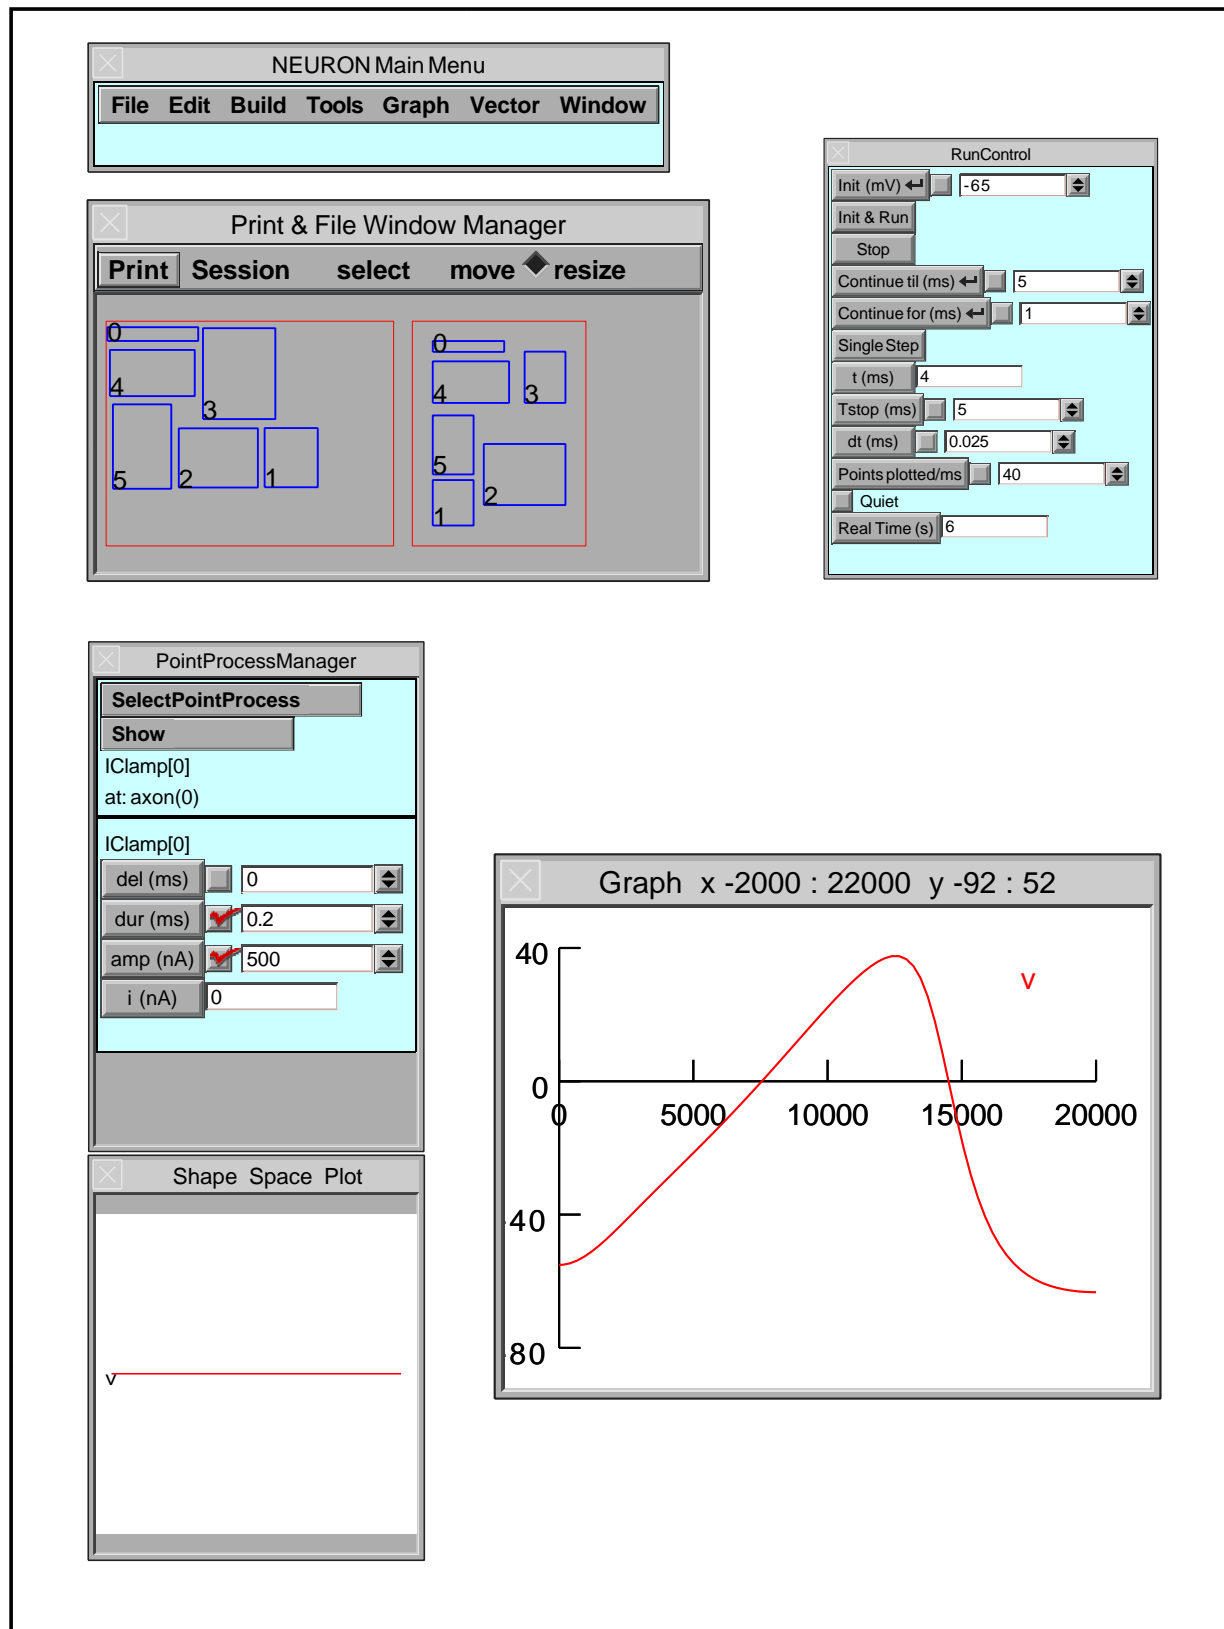 NEURON Main Menu
File Edit Build Tools Graph Vector Window
RunControl
Init (mV) -65
Init & Run
Stop
Continue til (ms) 5
Continue for (ms) 1
Single Step
t (ms) 4
Tstop (ms) 5
dt (ms) 0.025
Points plotted/ms 40
Quiet
Real Time (s) 6
Print & File Window Manager
Print Session select move resize
0
4
3
5
2
1
0
4
3
5
2
1
PointProcessManager
SelectPointProcess
Show
IClamp[0]
at: axon(0)
IClamp[0]
del (ms) 0
dur (ms) 0.2
amp (nA) 500
i (nA) 0
Graph x -2000 : 22000 y -92 : 52
40
v
0
0 5000 10000 15000 20000
40
80
Shape Space Plot
v